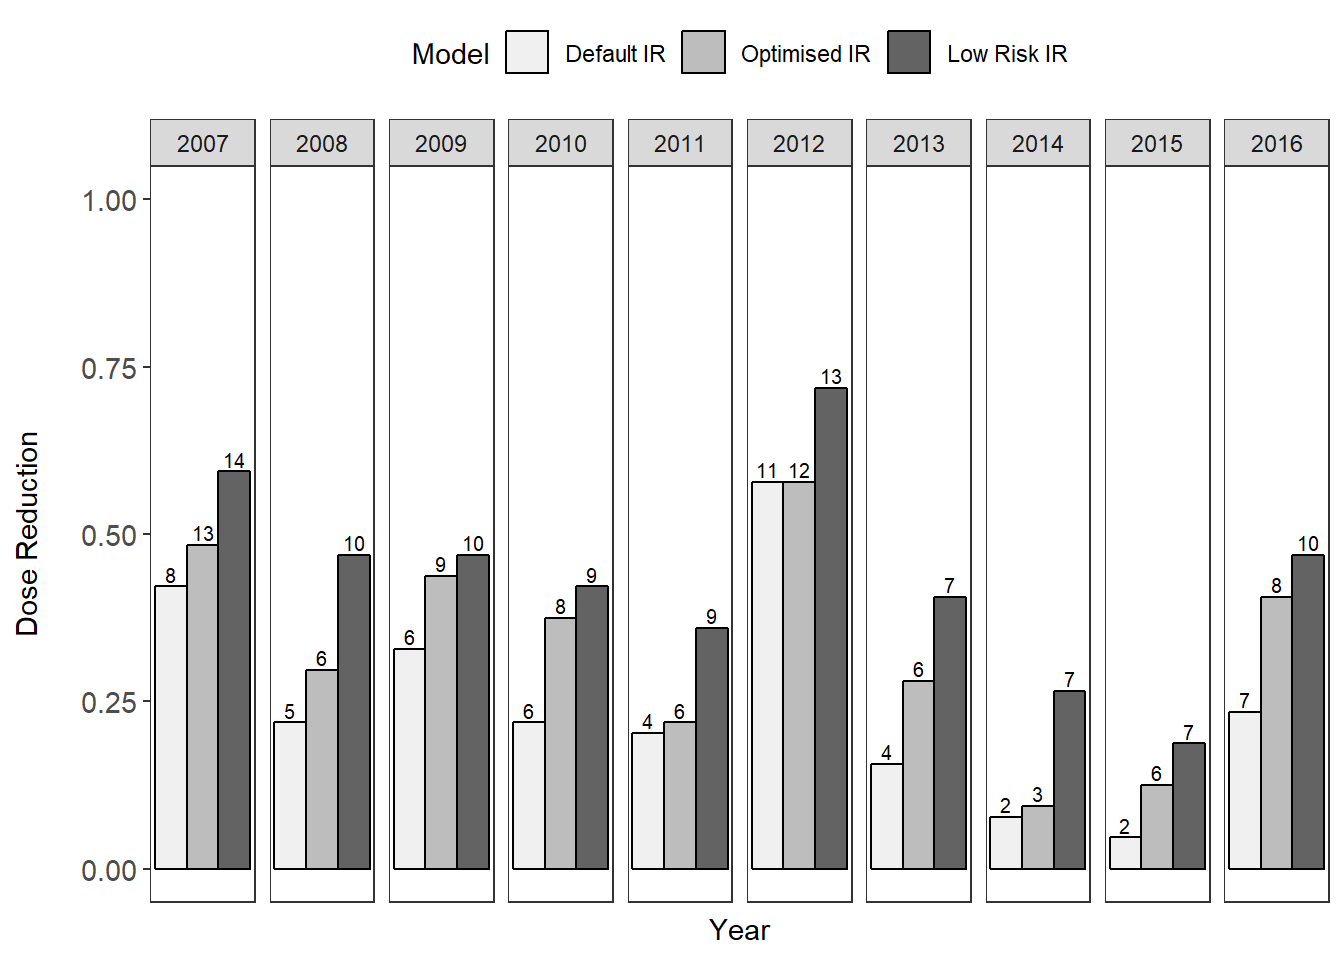 Model Default IR Optimised IR Low Risk IR
2007 2008 2009 2010 2011 2012 2013 2014 2015 2016
1.00
0.75
0.50
0.25
0.00
Dose Reduction
8 13 14
5 6 10
6 9 10
6 8 9
4 6 9
11 12 13
4 6 7
2 3 7
2 6 7
7 8 10
Year